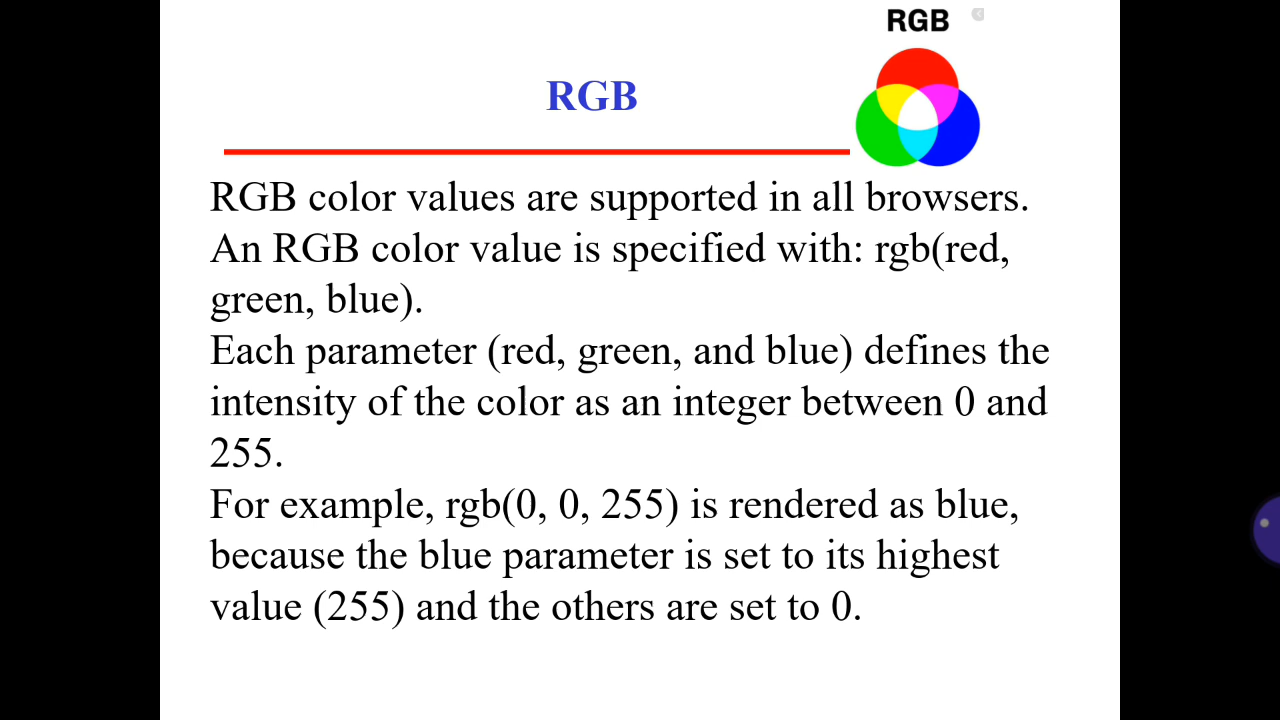 RGB
RGB
RGB color values are supported in all browsers.
An RGB color value is specified with: rgb(red,
green, blue).
Each parameter (red, green, and blue) defines the
intensity of the color as an integer between 0 and
255.
For example, rgb(0, 0, 255) is rendered as blue,
because the blue parameter is set to its highest
value (255) and the others are set to 0.